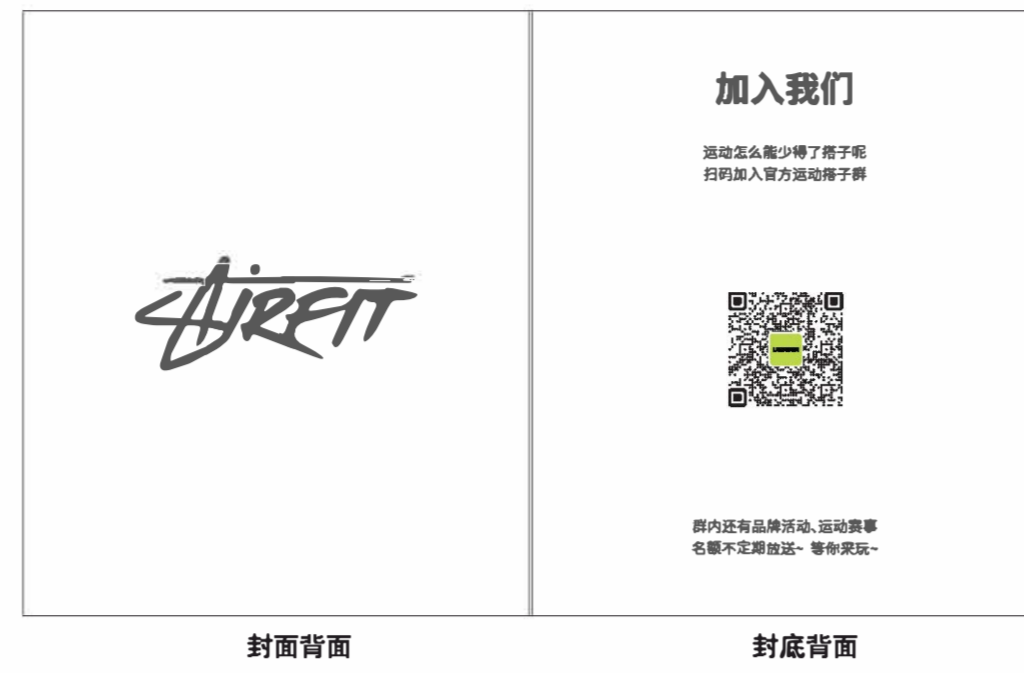 AIRFIT
加入我们
运动怎么能少得了搭子呢
扫码加入官方运动搭子群
群内还有品牌活动、运动赛事
名额不定期放送~ 等你来玩~
封面背面
封底背面